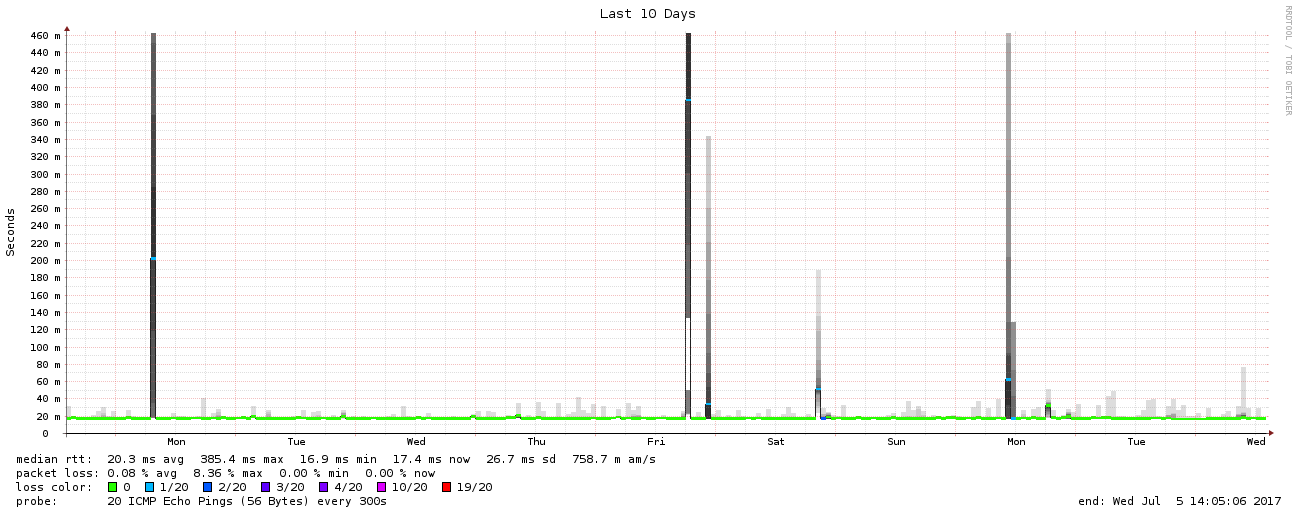 Last 10 Days
RRDTOOL / TOBI OETIKER
Seconds
460 m
440 m
420 m
400 m
380 m
360 m
340 m
320 m
300 m
280 m
260 m
240 m
220 m
200 m
180 m
160 m
140 m
120 m
100 m
80 m
60 m
40 m
20 m
0
Mon Tue Wed Thu Fri Sat Sun Mon Tue Wed
median rtt: 20.3 ms avg 385.4 ms max 16.9 ms min 17.4 ms now 26.7 ms sd 758.7 m am/s
packet loss: 0.08 % avg 8.36 % max 0.00 % min 0.00 % now
loss color: 0 1/20 2/20 3/20 4/20 10/20 19/20
probe: 20 ICMP Echo Pings (56 Bytes) every 300s end: Wed Jul 5 14:05:06 2017